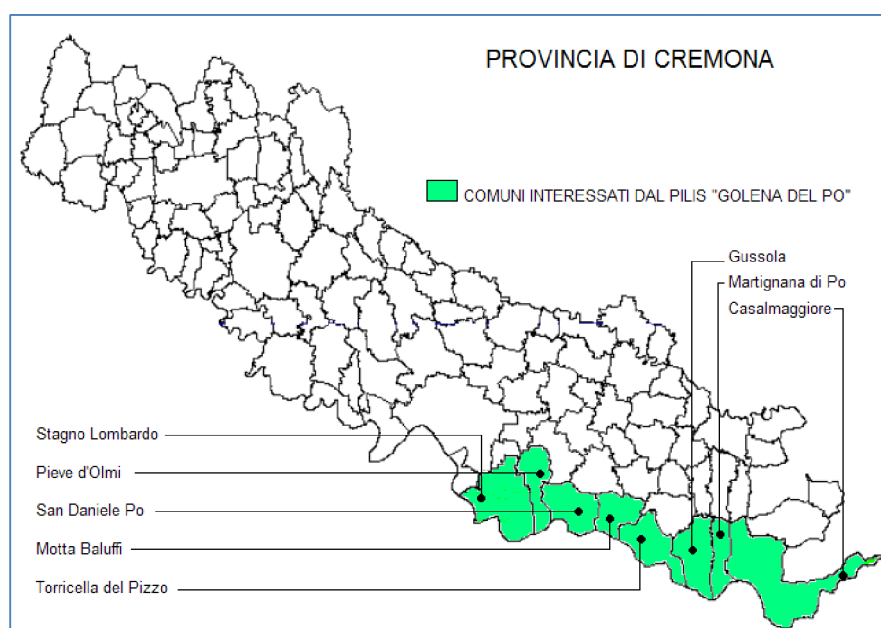 PROVINCIA DI CREMONA
COMUNI INTERESSATI DAL PILIS "GOLENA DEL PO"
Gussola
Martignana di Po
Casalmaggiore
Stagno Lombardo
Pieve d'Olmi
San Daniele Po
Motta Baluffi
Torricella del Pizzo